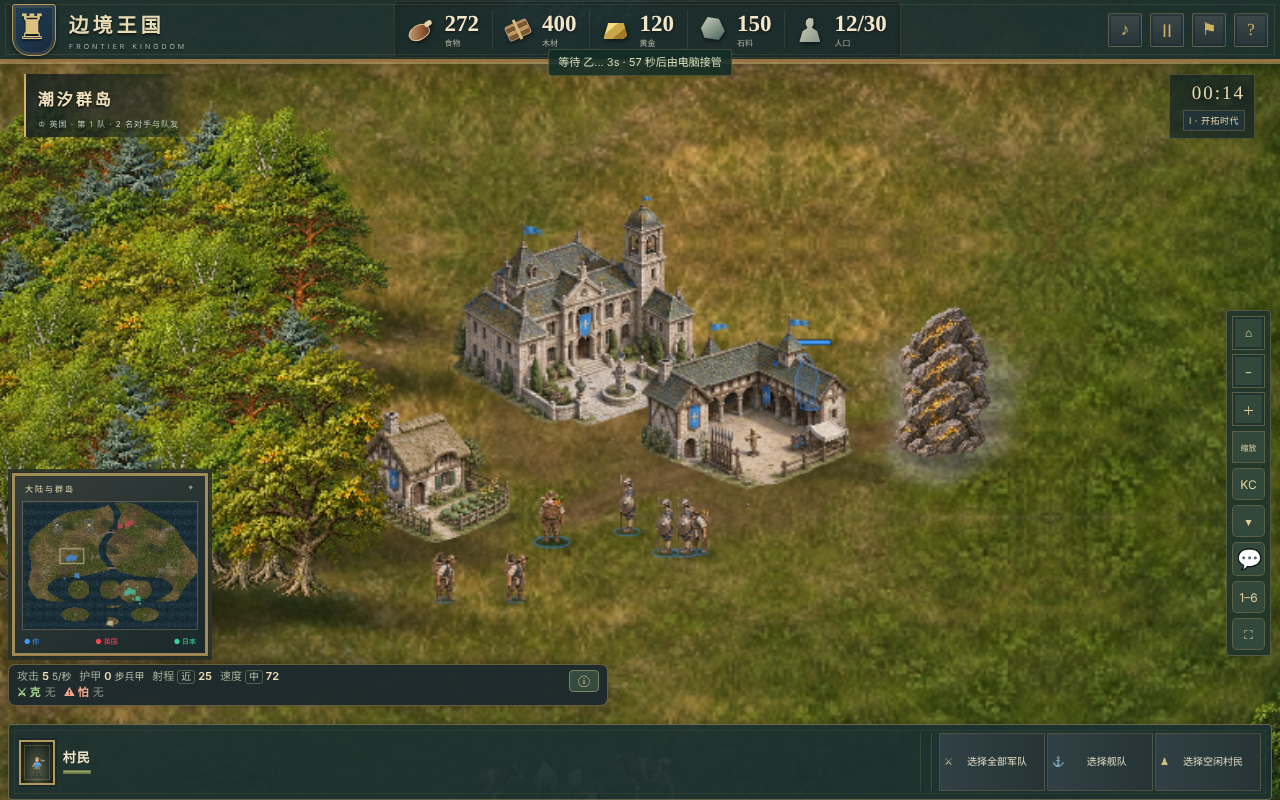 边境王国
FRONTIER KINGDOM
272
食物
400
木材
120
黄金
150
石料
12/30
人口
♪
II
⚑
?
等待 乙... 3s · 57 秒后由电脑接管
潮汐群岛
♔ 英国 · 第 1 队 · 2 名对手与队友
00:14
I · 开拓时代
⌂
−
+
缩放
KC
▾
1–6
大陆与群岛
你
英国
日本
攻击 5 5/秒 护甲 0 步兵甲 射程 近 25 速度 中 72
克 无 怕 无
村民
选择全部军队
选择舰队
选择空闲村民